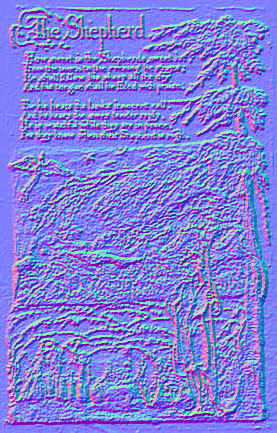 The Shepherd
How sweet is the Shepherds sweet lot,
From the morn to the evening he strays:
He shall follow his sheep all the day
And his tongue shall be filled with praise.
For he hears the lambs innocent call,
And he hears the ewes tender reply,
He is watchful while they are in peace,
For they know when their Shepherd is nigh.